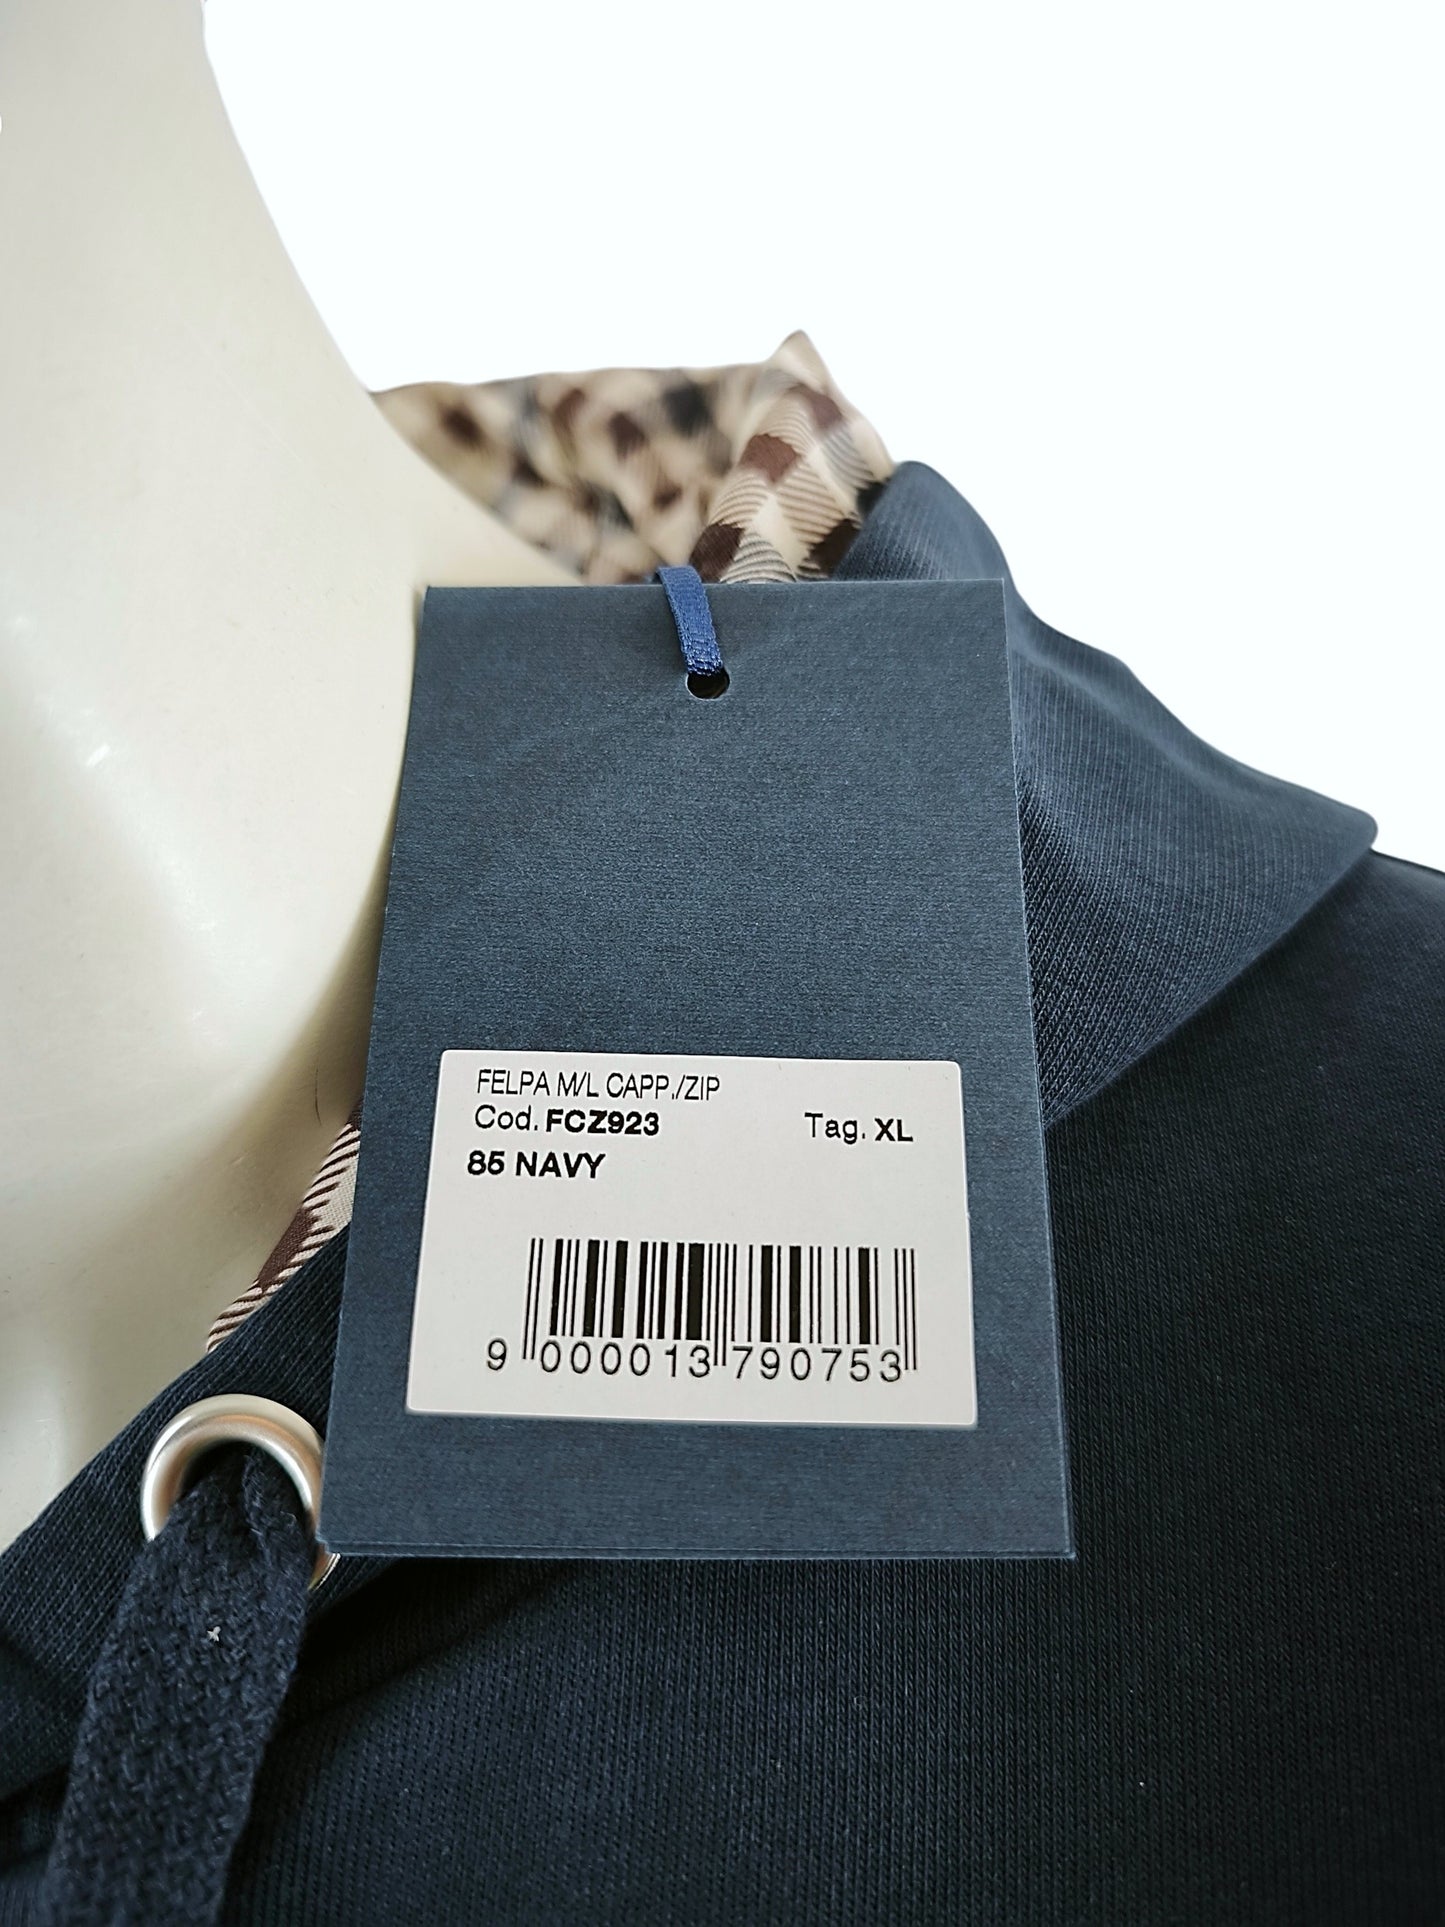 FELPA M/L CAPP./ZIP
Cod. FCZ923 Tag. XL
85 NAVY
9 000013 790753